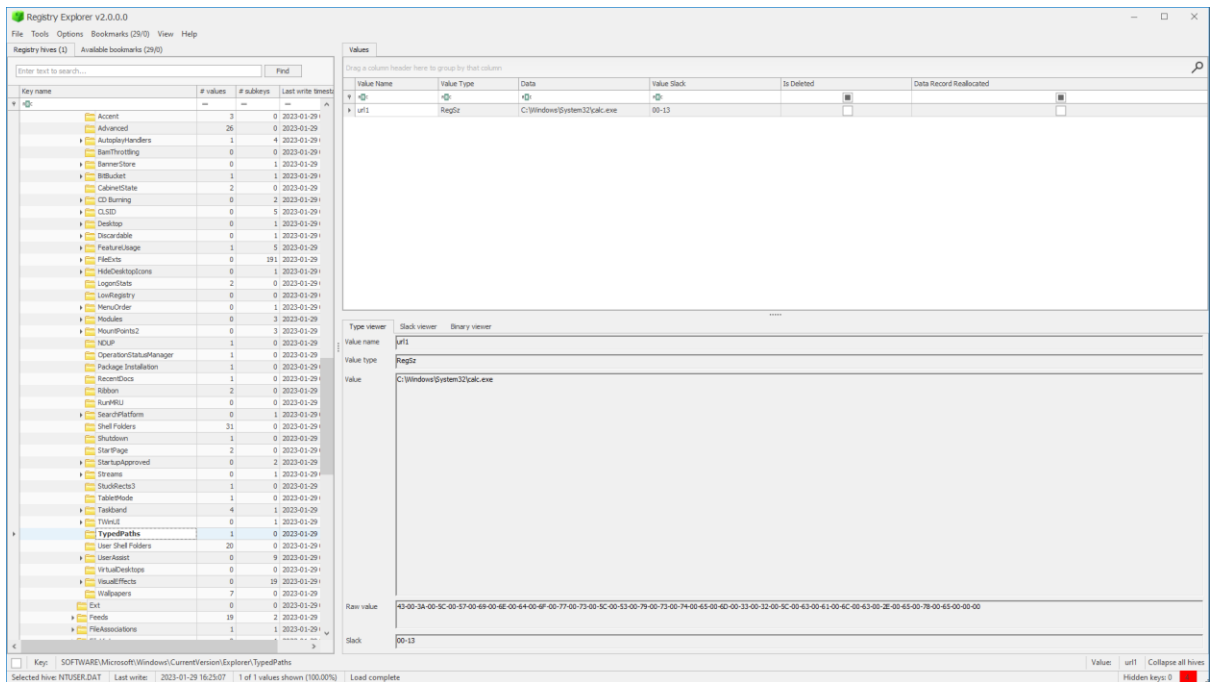 Registry Explorer v2.0.0.0
File Tools Options Bookmarks (29/0) View Help
Registry hives (1) Available bookmarks (29/0)
Enter text to search... Find
Key name # values # subkeys Last write timesta
Accent 3 0 2023-01-29
Advanced 26 0 2023-01-29
AutoplayHandlers 1 4 2023-01-29
BamThrottling 0 0 2023-01-29
BannerStore 0 1 2023-01-29
BitBucket 1 1 2023-01-29
CabinetState 2 0 2023-01-29
CD Burning 0 2 2023-01-29
CLSID 0 5 2023-01-29
Desktop 0 1 2023-01-29
Discardable 0 1 2023-01-29
FeatureUsage 1 5 2023-01-29
FileExts 0 191 2023-01-29
HideDesktopIcons 0 1 2023-01-29
LogonStats 2 0 2023-01-29
LowRegistry 0 0 2023-01-29
MenuOrder 0 1 2023-01-29
Modules 0 3 2023-01-29
MountPoints2 0 3 2023-01-29
NDUP 1 0 2023-01-29
OperationStatusManager 1 0 2023-01-29
Package Installation 1 0 2023-01-29
RecentDocs 1 0 2023-01-29
Ribbon 2 0 2023-01-29
RunMRU 0 0 2023-01-29
SearchPlatform 0 1 2023-01-29
Shell Folders 31 0 2023-01-29
Shutdown 1 0 2023-01-29
StartPage 2 0 2023-01-29
StartupApproved 0 2 2023-01-29
Streams 0 1 2023-01-29
StuckRects3 1 0 2023-01-29
TabletMode 1 0 2023-01-29
Taskband 4 1 2023-01-29
TWinUI 0 1 2023-01-29
TypedPaths 1 0 2023-01-29
User Shell Folders 20 0 2023-01-29
UserAssist 0 9 2023-01-29
VirtualDesktops 0 0 2023-01-29
VisualEffects 0 19 2023-01-29
Wallpapers 7 0 2023-01-29
Ext 0 0 2023-01-29
Feeds 19 2 2023-01-29
FileAssociations 1 1 2023-01-29
Values
Drag a column header here to group by that column
Value Name Value Type Data Value Slack Is Deleted Data Record Reallocated
url1 RegSz C:\Windows\System32\calc.exe 00-13
Type viewer Slack viewer Binary viewer
Value name url1
Value type RegSz
Value C:\Windows\System32\calc.exe
Raw value 43-00-3A-00-5C-00-57-00-69-00-6E-00-64-00-6F-00-77-00-73-00-5C-00-53-00-79-00-73-00-74-00-65-00-6D-00-33-00-32-00-5C-00-63-00-61-00-6C-00-63-00-2E-00-65-00-78-00-65-00-00-00
Slack 00-13
Key: SOFTWARE\Microsoft\Windows\CurrentVersion\Explorer\TypedPaths Value: url1 Collapse all hives
Selected hive: NTUSER.DAT Last write: 2023-01-29 16:25:07 1 of 1 values shown (100.00%) Load complete Hidden keys: 0